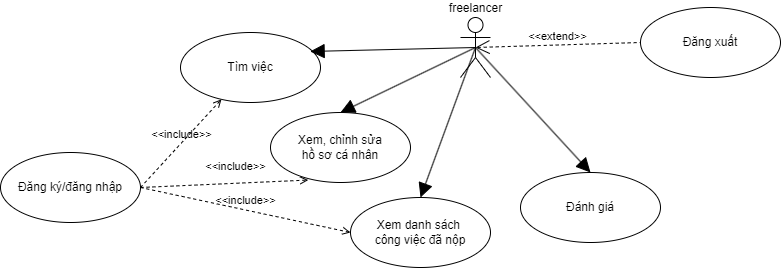 freelancer
<<extend>>
Đăng xuất
Tìm việc
<<include>>
Xem, chỉnh sửa
hồ sơ cá nhân
<<include>>
Đăng ký/đăng nhập
<<include>>
Đánh giá
Xem danh sách
công việc đã nộp